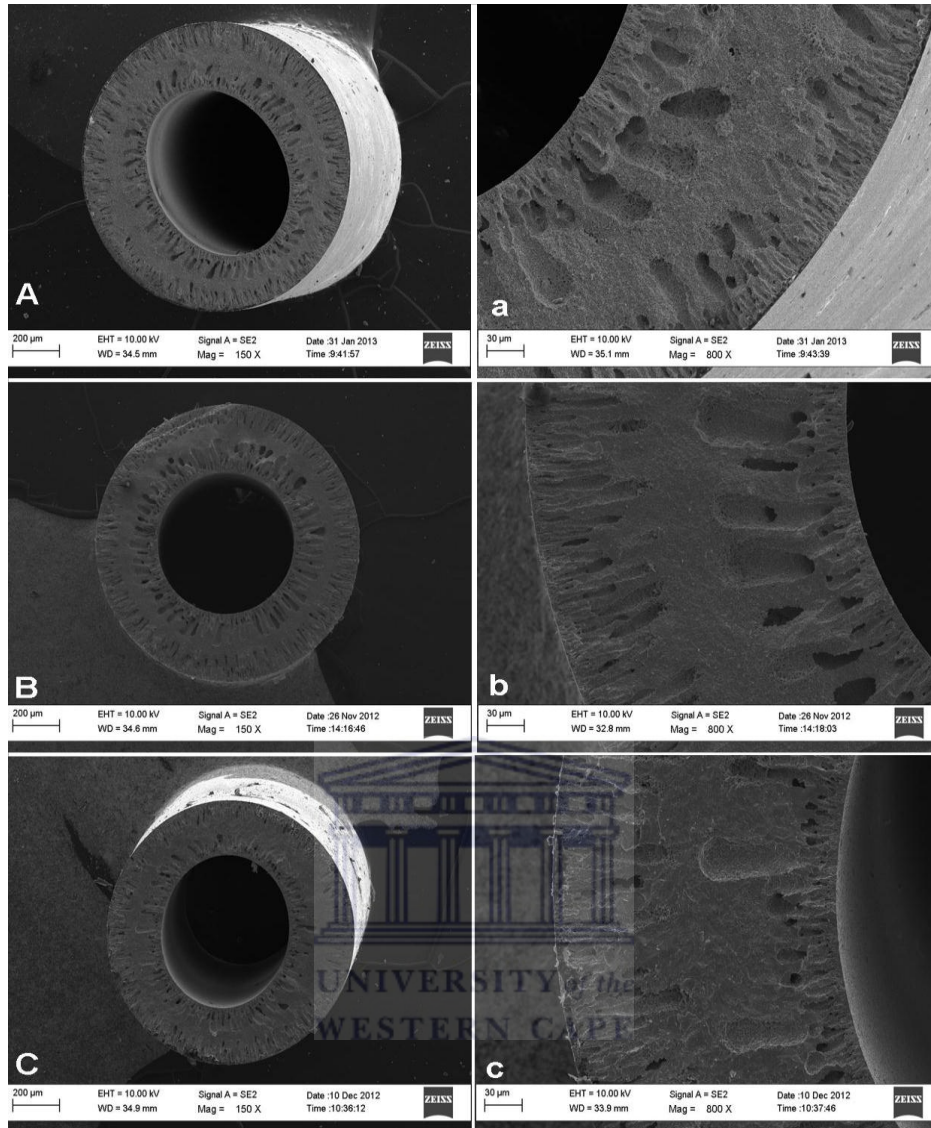 A
200 µm EHT = 10.00 kV Signal A = SE2 Date :31 Jan 2013 ZEISS
WD = 34.5 mm Mag = 150 X Time :9:41:57
a
30 µm EHT = 10.00 kV Signal A = SE2 Date :31 Jan 2013 ZEISS
WD = 35.1 mm Mag = 800 X Time :9:43:39
B
200 µm EHT = 10.00 kV Signal A = SE2 Date :26 Nov 2012 ZEISS
WD = 34.6 mm Mag = 150 X Time :14:16:46
b
30 µm EHT = 10.00 kV Signal A = SE2 Date :26 Nov 2012 ZEISS
WD = 32.8 mm Mag = 800 X Time :14:18:03
UNIVERSITY of the
WESTERN CAPE
C
200 µm EHT = 10.00 kV Signal A = SE2 Date :10 Dec 2012 ZEISS
WD = 34.9 mm Mag = 150 X Time :10:36:12
c
30 µm EHT = 10.00 kV Signal A = SE2 Date :10 Dec 2012 ZEISS
WD = 33.9 mm Mag = 800 X Time :10:37:46